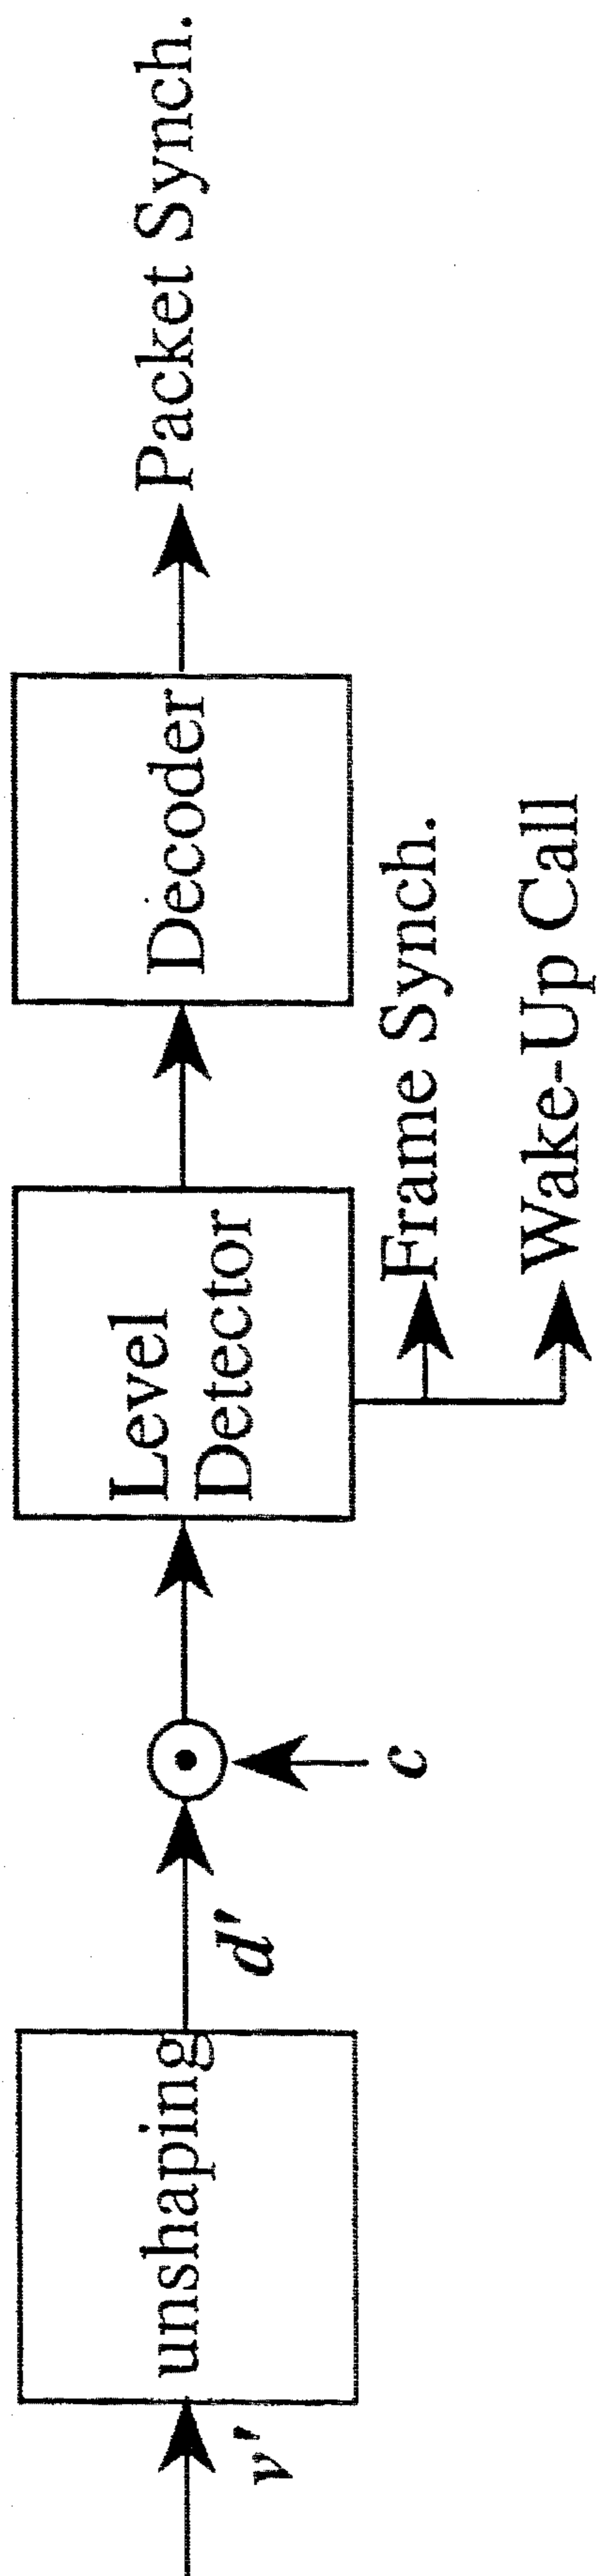 v'
unshaping
d'
c
Level
Detector
Decoder
Packet Synch.
Frame Synch.
Wake-Up Call